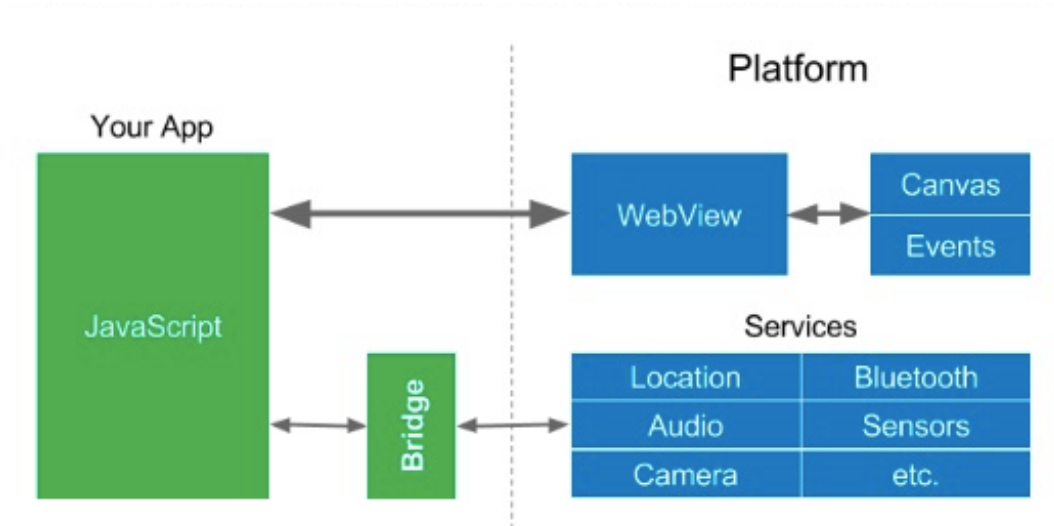 Platform
Your App
JavaScript
WebView
Canvas
Events
Bridge
Services
Location
Bluetooth
Audio
Sensors
Camera
etc.